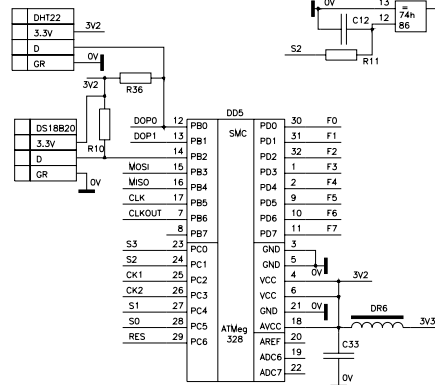 DHT22
3.3V 3V2
D
GR 0V
3V2 R36
0V 13 =
C12 12 74h
86
S2 R11
DS18B20
3.3V R10
D
GR 0V
DD5
SMC
DOP0 12 PB0 PD0 30 F0
DOP1 13 PB1 PD1 31 F1
14 PB2 PD2 32 F2
MOSI 15 PB3 PD3 1 F3
MISO 16 PB4 PD4 2 F4
CLK 17 PB5 PD5 9 F5
CLKOUT 7 PB6 PD6 10 F6
8 PB7 PD7 11 F7
S3 23 PC0 GND 3
S2 24 PC1 GND 5 0V
CK1 25 PC2 VCC 4 3V2
CK2 26 PC3 VCC 6
S1 27 PC4 GND 21 0V DR6
S0 28 PC5 ATMeg AVCC 18 3V3
RES 29 PC6 328 AREF 20
C33
ADC6 19
ADC7 22
0V